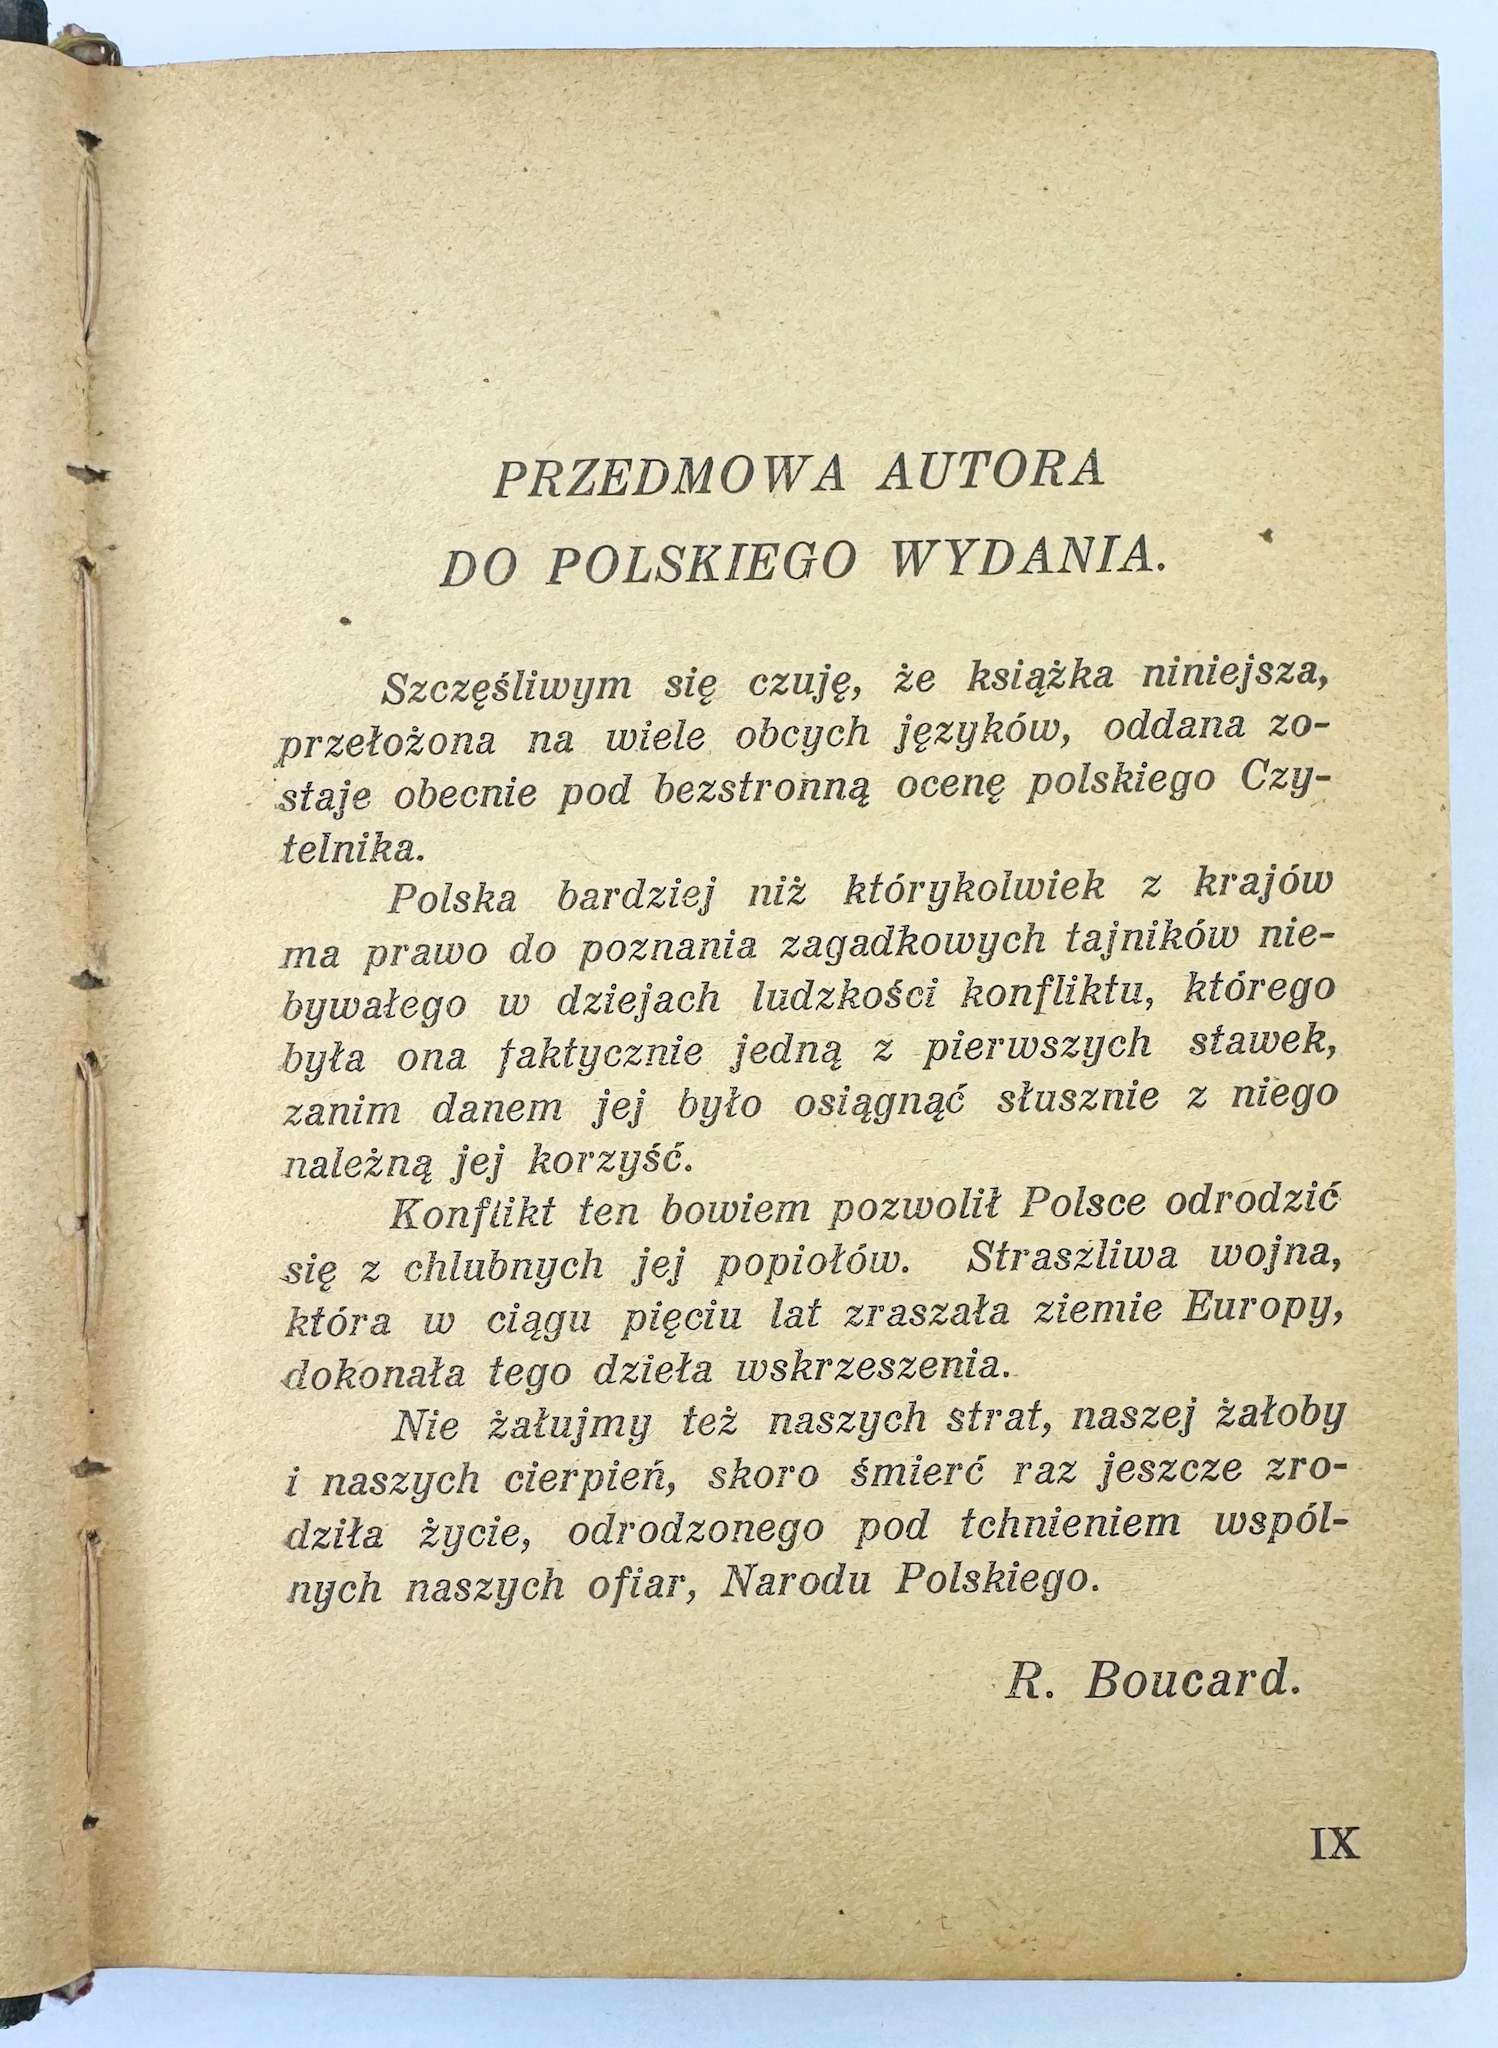 PRZEDMOWA AUTORA
DO POLSKIEGO WYDANIA.
Szczęśliwym się czuję, że książka niniejsza,
przełożona na wiele obcych języków, oddana zo-
staje obecnie pod bezstronną ocenę polskiego Czy-
telnika.
Polska bardziej niż którykolwiek z krajów
ma prawo do poznania zagadkowych tajników nie-
bywałego w dziejach ludzkości konfliktu, którego
była ona faktycznie jedną z pierwszych stawek,
zanim danem jej było osiągnąć słusznie z niego
należną jej korzyść.
Konflikt ten bowiem pozwolił Polsce odrodzić
się z chlubnych jej popiołów. Straszliwa wojna,
która w ciągu pięciu lat zraszała ziemie Europy,
dokonała tego dzieła wskrzeszenia.
Nie żałujmy też naszych strat, naszej żałoby
i naszych cierpień, skoro śmierć raz jeszcze zro-
dziła życie, odrodzonego pod tchnieniem wspól-
nych naszych ofiar, Narodu Polskiego.
R. Boucard.
IX